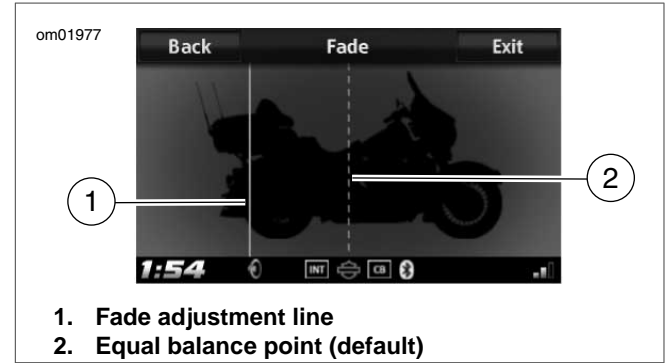 om01977
Back Fade Exit
1
2
1:54 INT CB
1. Fade adjustment line
2. Equal balance point (default)